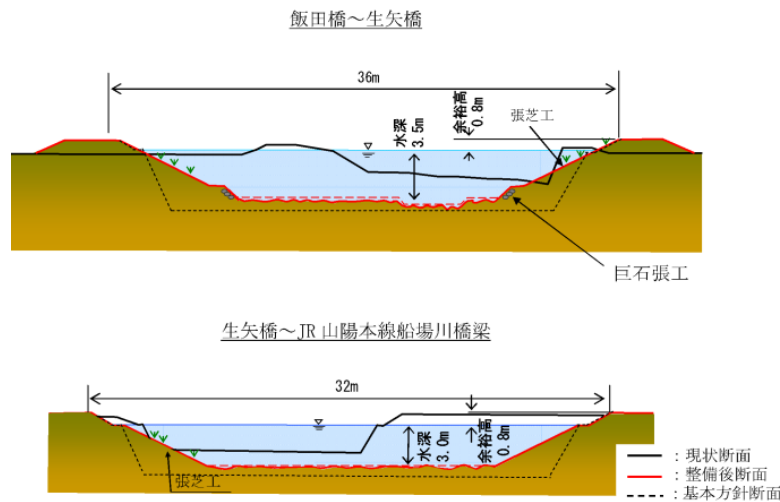 飯田橋～生矢橋
36m
水深
3.5m
余裕高
0.8m
張芝工
巨石張工
生矢橋～JR山陽本線船場川橋梁
32m
水深
3.0m
余裕高
0.8m
張芝工
：現状断面
：整備後断面
：基本方針断面